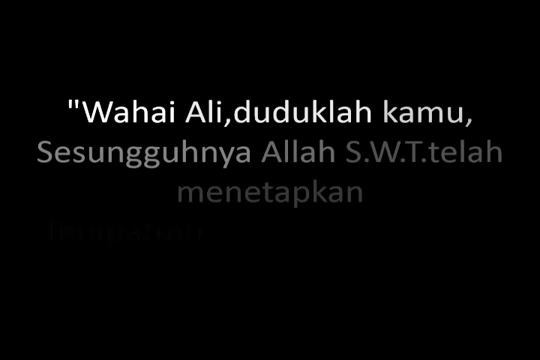 "Wahai Ali,duduklah kamu,
Sesungguhnya Allah S.W.T.telah
menetapkan